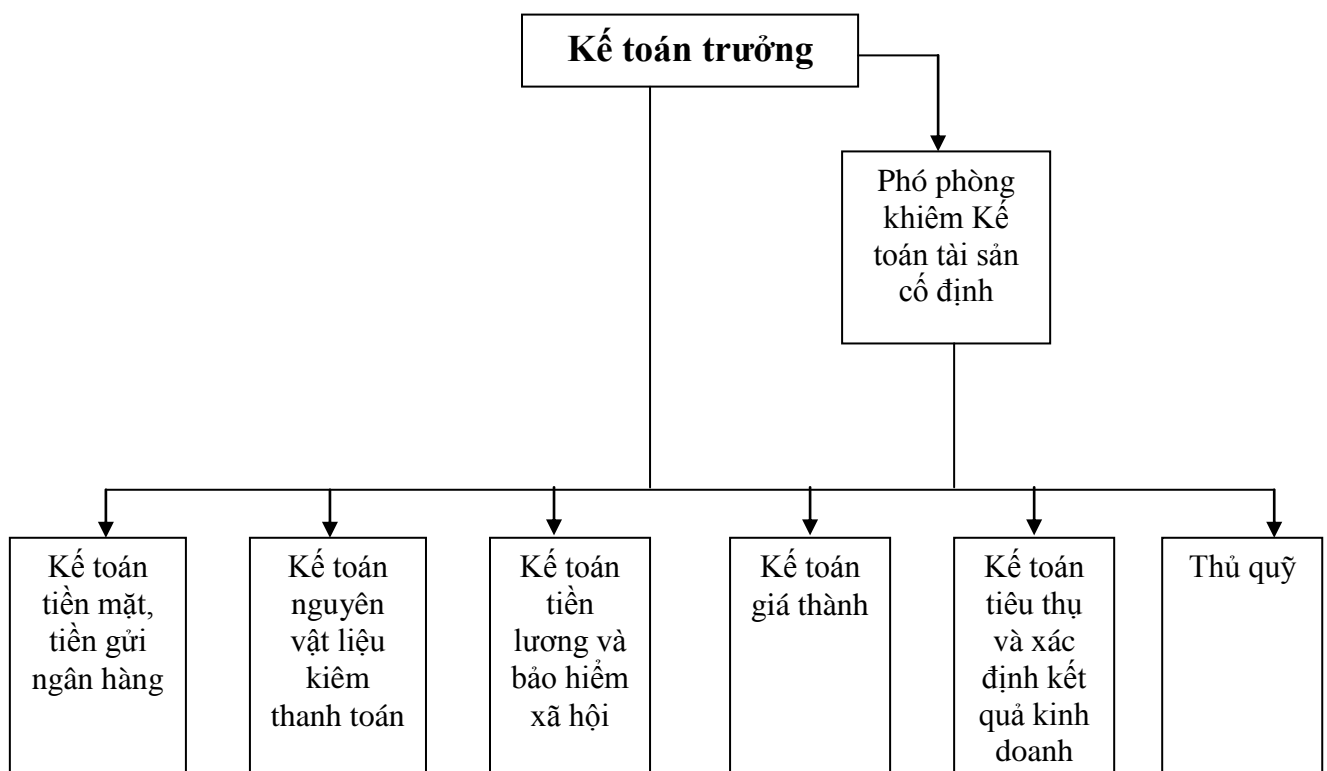 Kế toán trưởng
Phó phòng
khiêm Kế
toán tài sản
cố định
Kế toán
tiền mặt,
tiền gửi
ngân hàng
Kế toán
nguyên
vật liệu
kiêm
thanh toán
Kế toán
tiền
lương và
bảo hiểm
xã hội
Kế toán
giá thành
Kế toán
tiêu thụ
và xác
định kết
quả kinh
doanh
Thủ quỹ